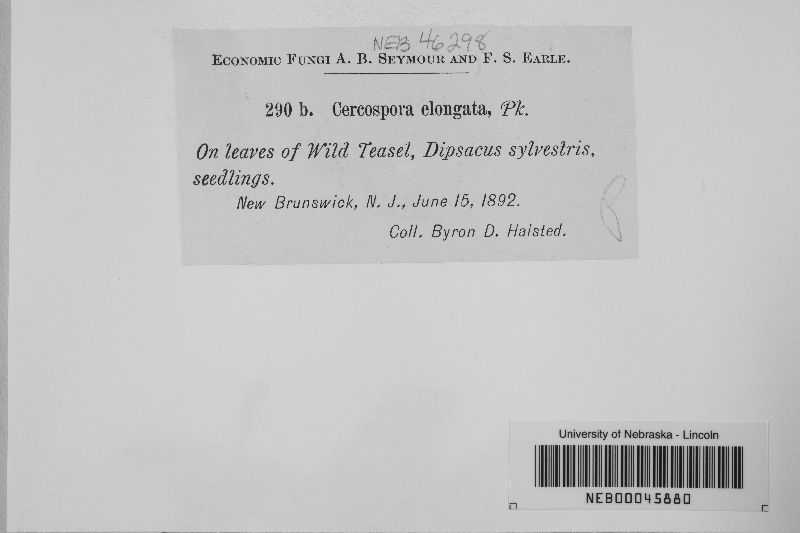 NEB 46298
Economic Fungi A. B. Seymour and F. S. Earle.
290 b. Cercospora elongata, Pk.
On leaves of Wild Teasel, Dipsacus sylvestris,
seedlings.
New Brunswick, N. J., June 15, 1892.
Coll. Byron D. Halsted.
University of Nebraska - Lincoln
NEB00045880